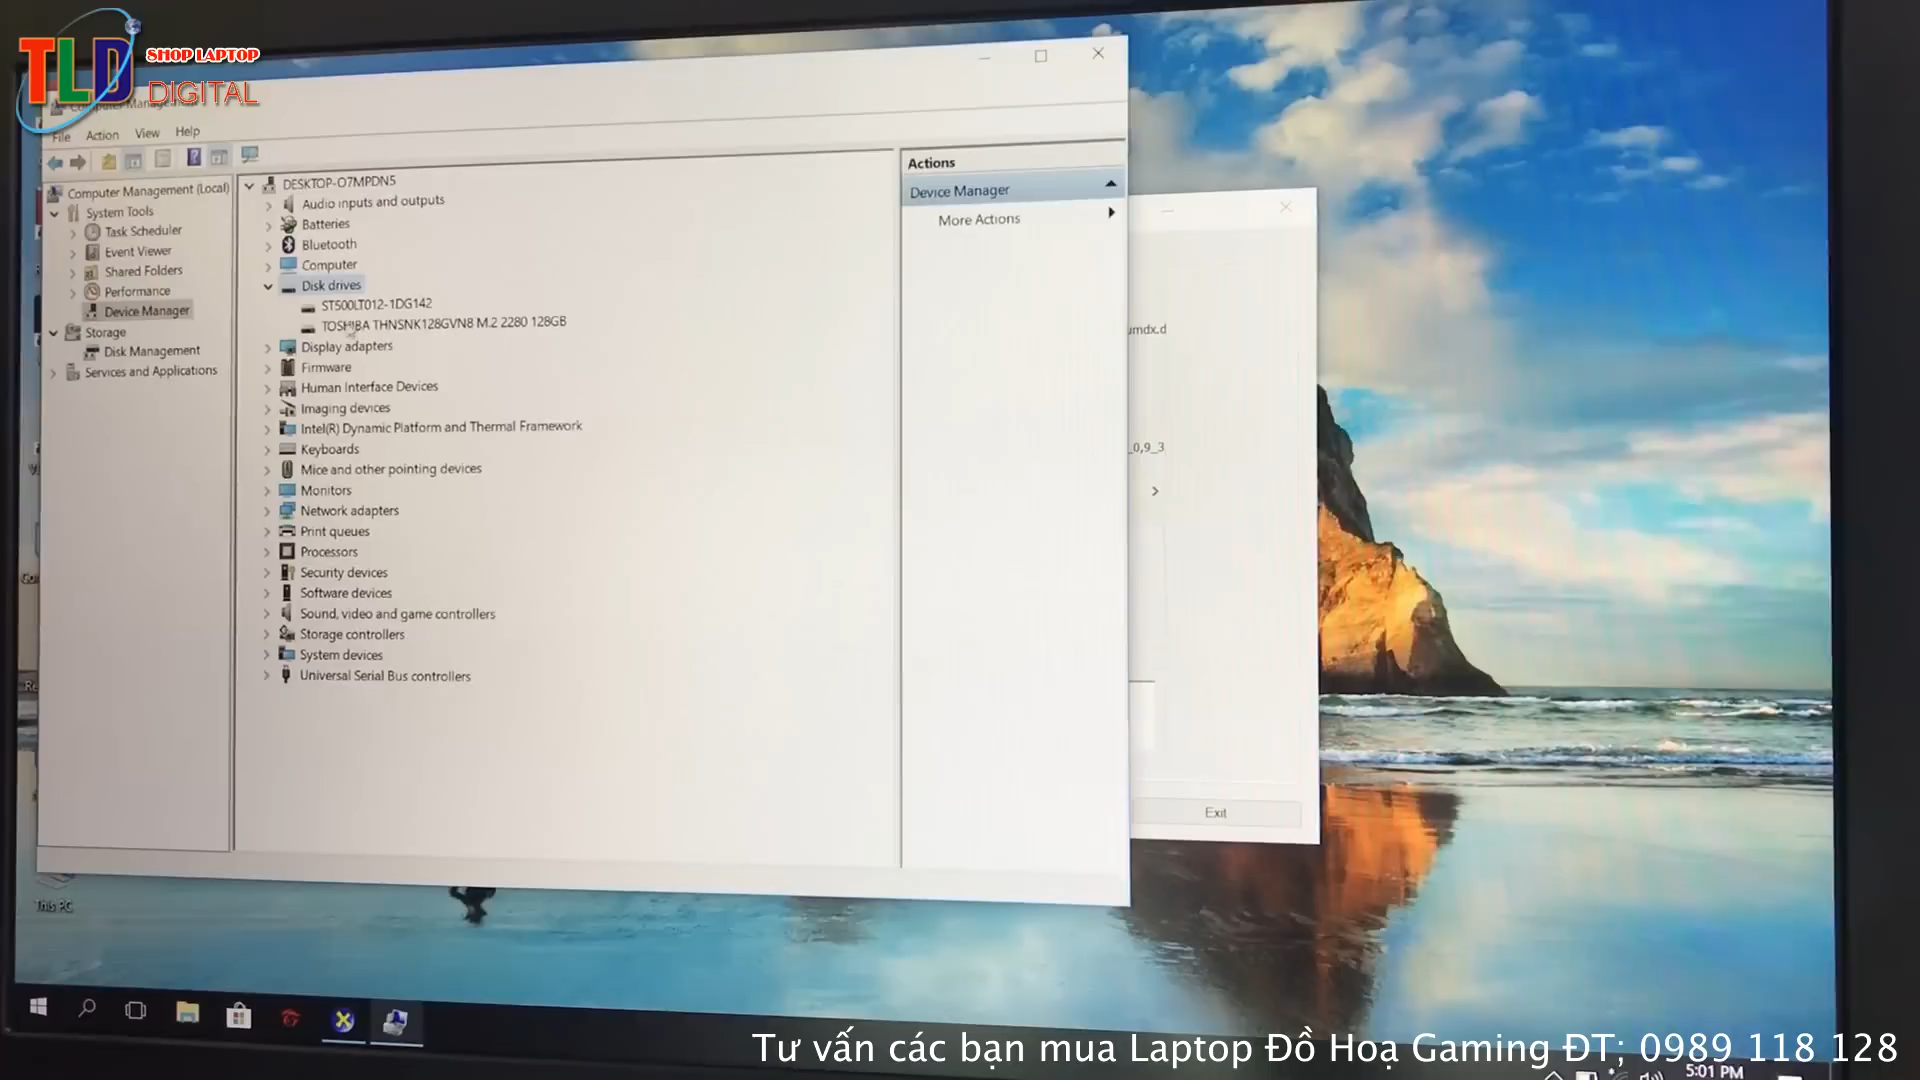 TLD
SHOP LAPTOP
DIGITAL
File Action View Help
Computer Management (Local)
System Tools
Task Scheduler
Event Viewer
Shared Folders
Performance
Device Manager
Storage
Disk Management
Services and Applications
DESKTOP-O7MPDN5
Audio inputs and outputs
Batteries
Bluetooth
Computer
Disk drives
ST500LT012-1DG142
TOSHIBA THNSNK128GVN8 M.2 2280 128GB
Display adapters
Firmware
Human Interface Devices
Imaging devices
Intel(R) Dynamic Platform and Thermal Framework
Keyboards
Mice and other pointing devices
Monitors
Network adapters
Print queues
Processors
Security devices
Software devices
Sound, video and game controllers
Storage controllers
System devices
Universal Serial Bus controllers
Actions
Device Manager
More Actions
umdx.d
_0,9_3
Exit
This PC
Tư vấn các bạn mua Laptop Đồ Hoạ Gaming ĐT; 0989 118 128
5:01 PM